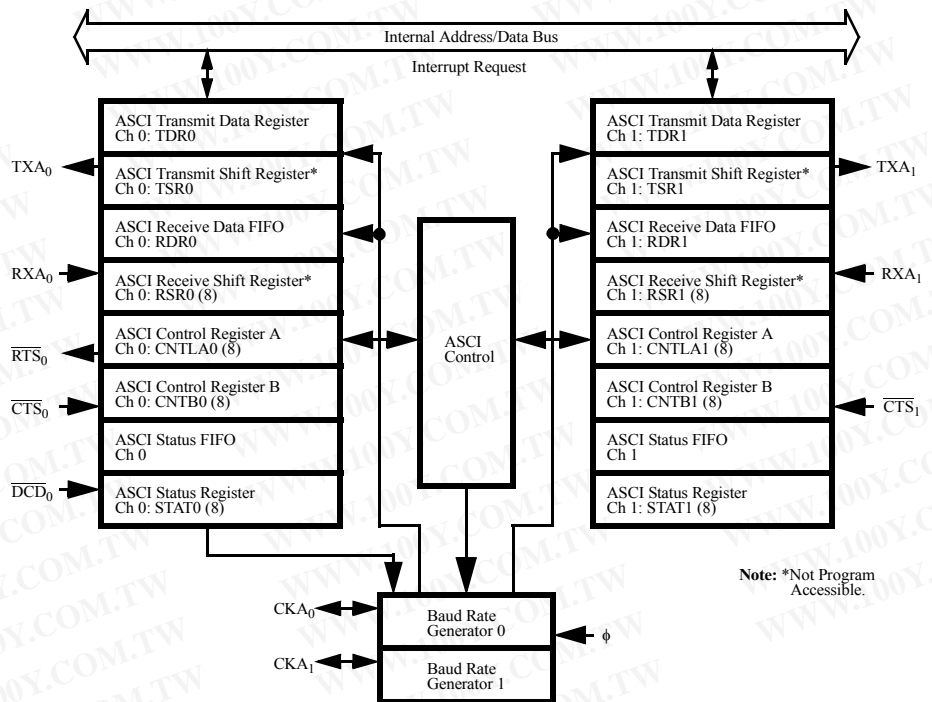 Internal Address/Data Bus
Interrupt Request
ASCI Transmit Data Register
Ch 0: TDR0
ASCI Transmit Shift Register*
Ch 0: TSR0
ASCI Receive Data FIFO
Ch 0: RDR0
ASCI Receive Shift Register*
Ch 0: RSR0 (8)
ASCI Control Register A
Ch 0: CNTLA0 (8)
ASCI Control Register B
Ch 0: CNTB0 (8)
ASCI Status FIFO
Ch 0
ASCI Status Register
Ch 0: STAT0 (8)
TXA0
RXA0
RTS0
CTS0
DCD0
ASCI
Control
ASCI Transmit Data Register
Ch 1: TDR1
ASCI Transmit Shift Register*
Ch 1: TSR1
ASCI Receive Data FIFO
Ch 1: RDR1
ASCI Receive Shift Register*
Ch 1: RSR1 (8)
ASCI Control Register A
Ch 1: CNTLA1 (8)
ASCI Control Register B
Ch 1: CNTB1 (8)
ASCI Status FIFO
Ch 1
ASCI Status Register
Ch 1: STAT1 (8)
TXA1
RXA1
CTS1
Note: *Not Program
Accessible.
CKA0
Baud Rate
Generator 0
ϕ
CKA1
Baud Rate
Generator 1
WWW.100Y.COM.TW